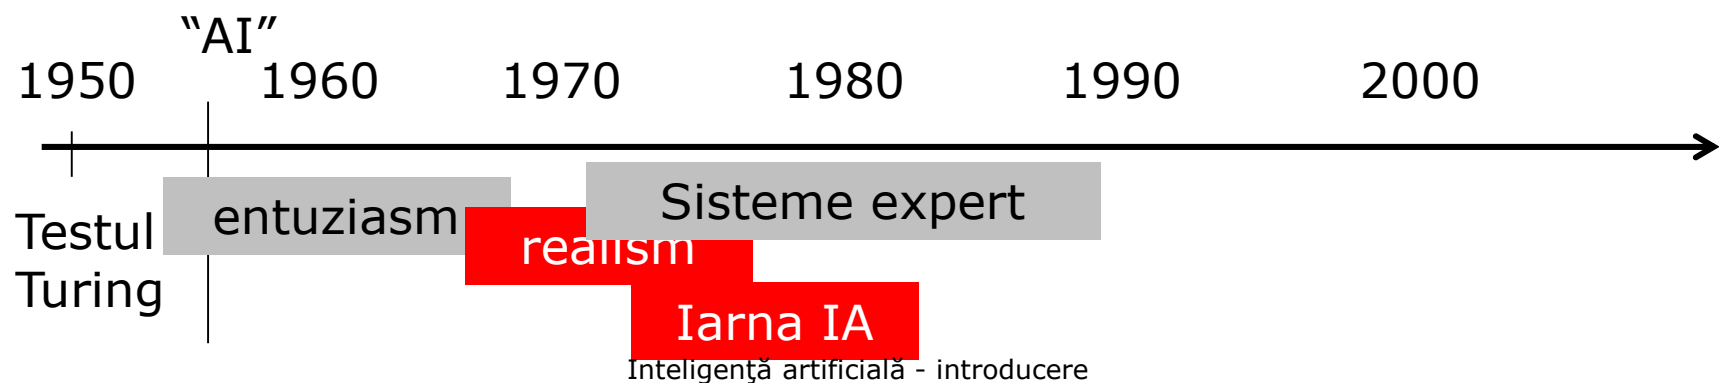 “AI”
1950 1960 1970 1980 1990 2000
Testul
Turing
entuziasm
Sisteme expert
realism
Iarna IA
Inteligenţă artificială - introducere